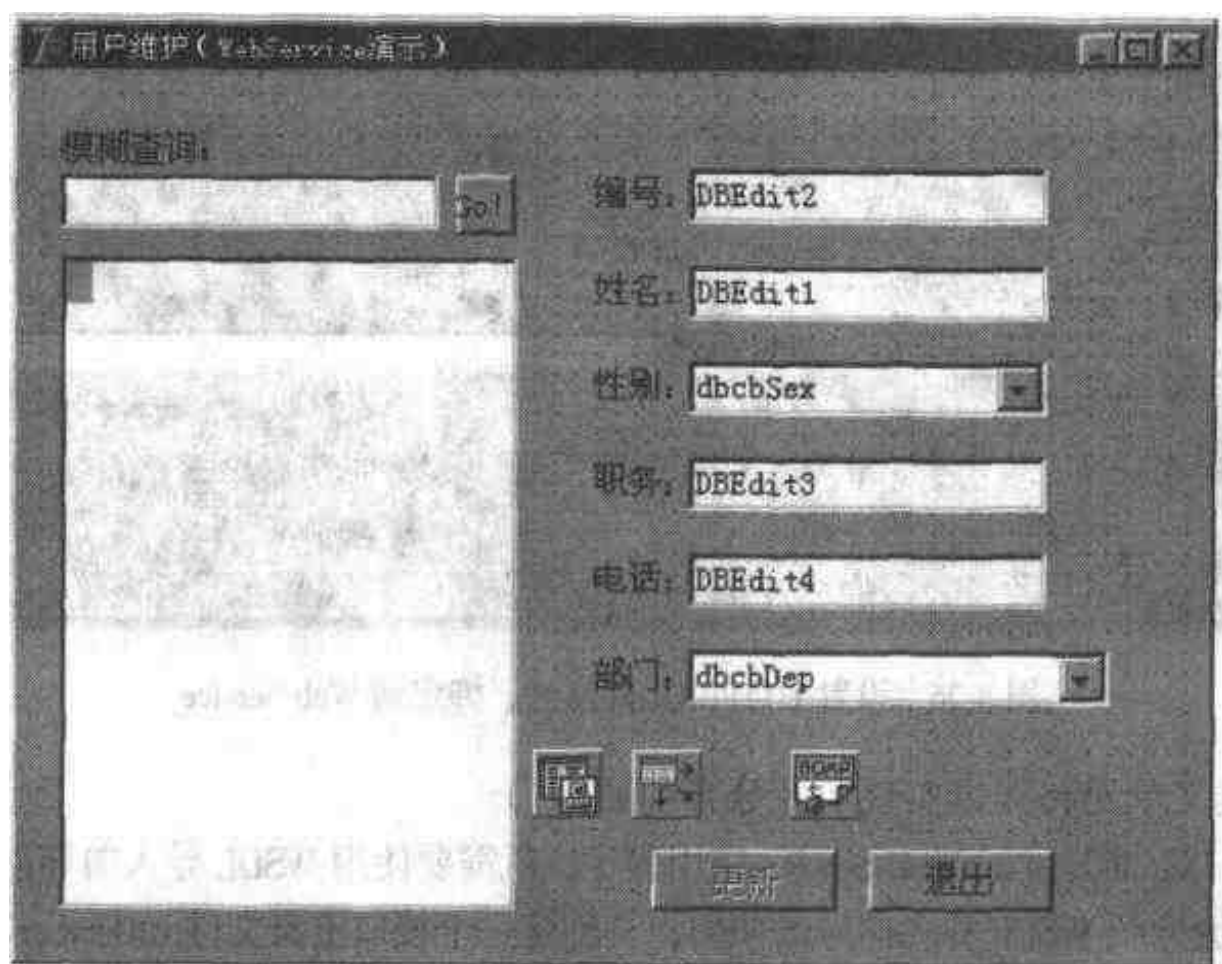 用户维护(WebService演示)
模糊查询:
Go!
编号: DBEdit2
姓名: DBEdit1
性别: dbcbSex
职务: DBEdit3
电话: DBEdit4
部门: dbcbDep
SOAP
更新
退出